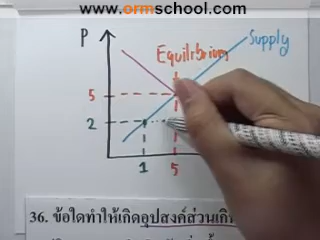 www.ormschool.com
P
Equilibrium
Supply
5
2
1 5
36. ข้อใดทำให้เกิดอุปสงค์ส่วนเกิน